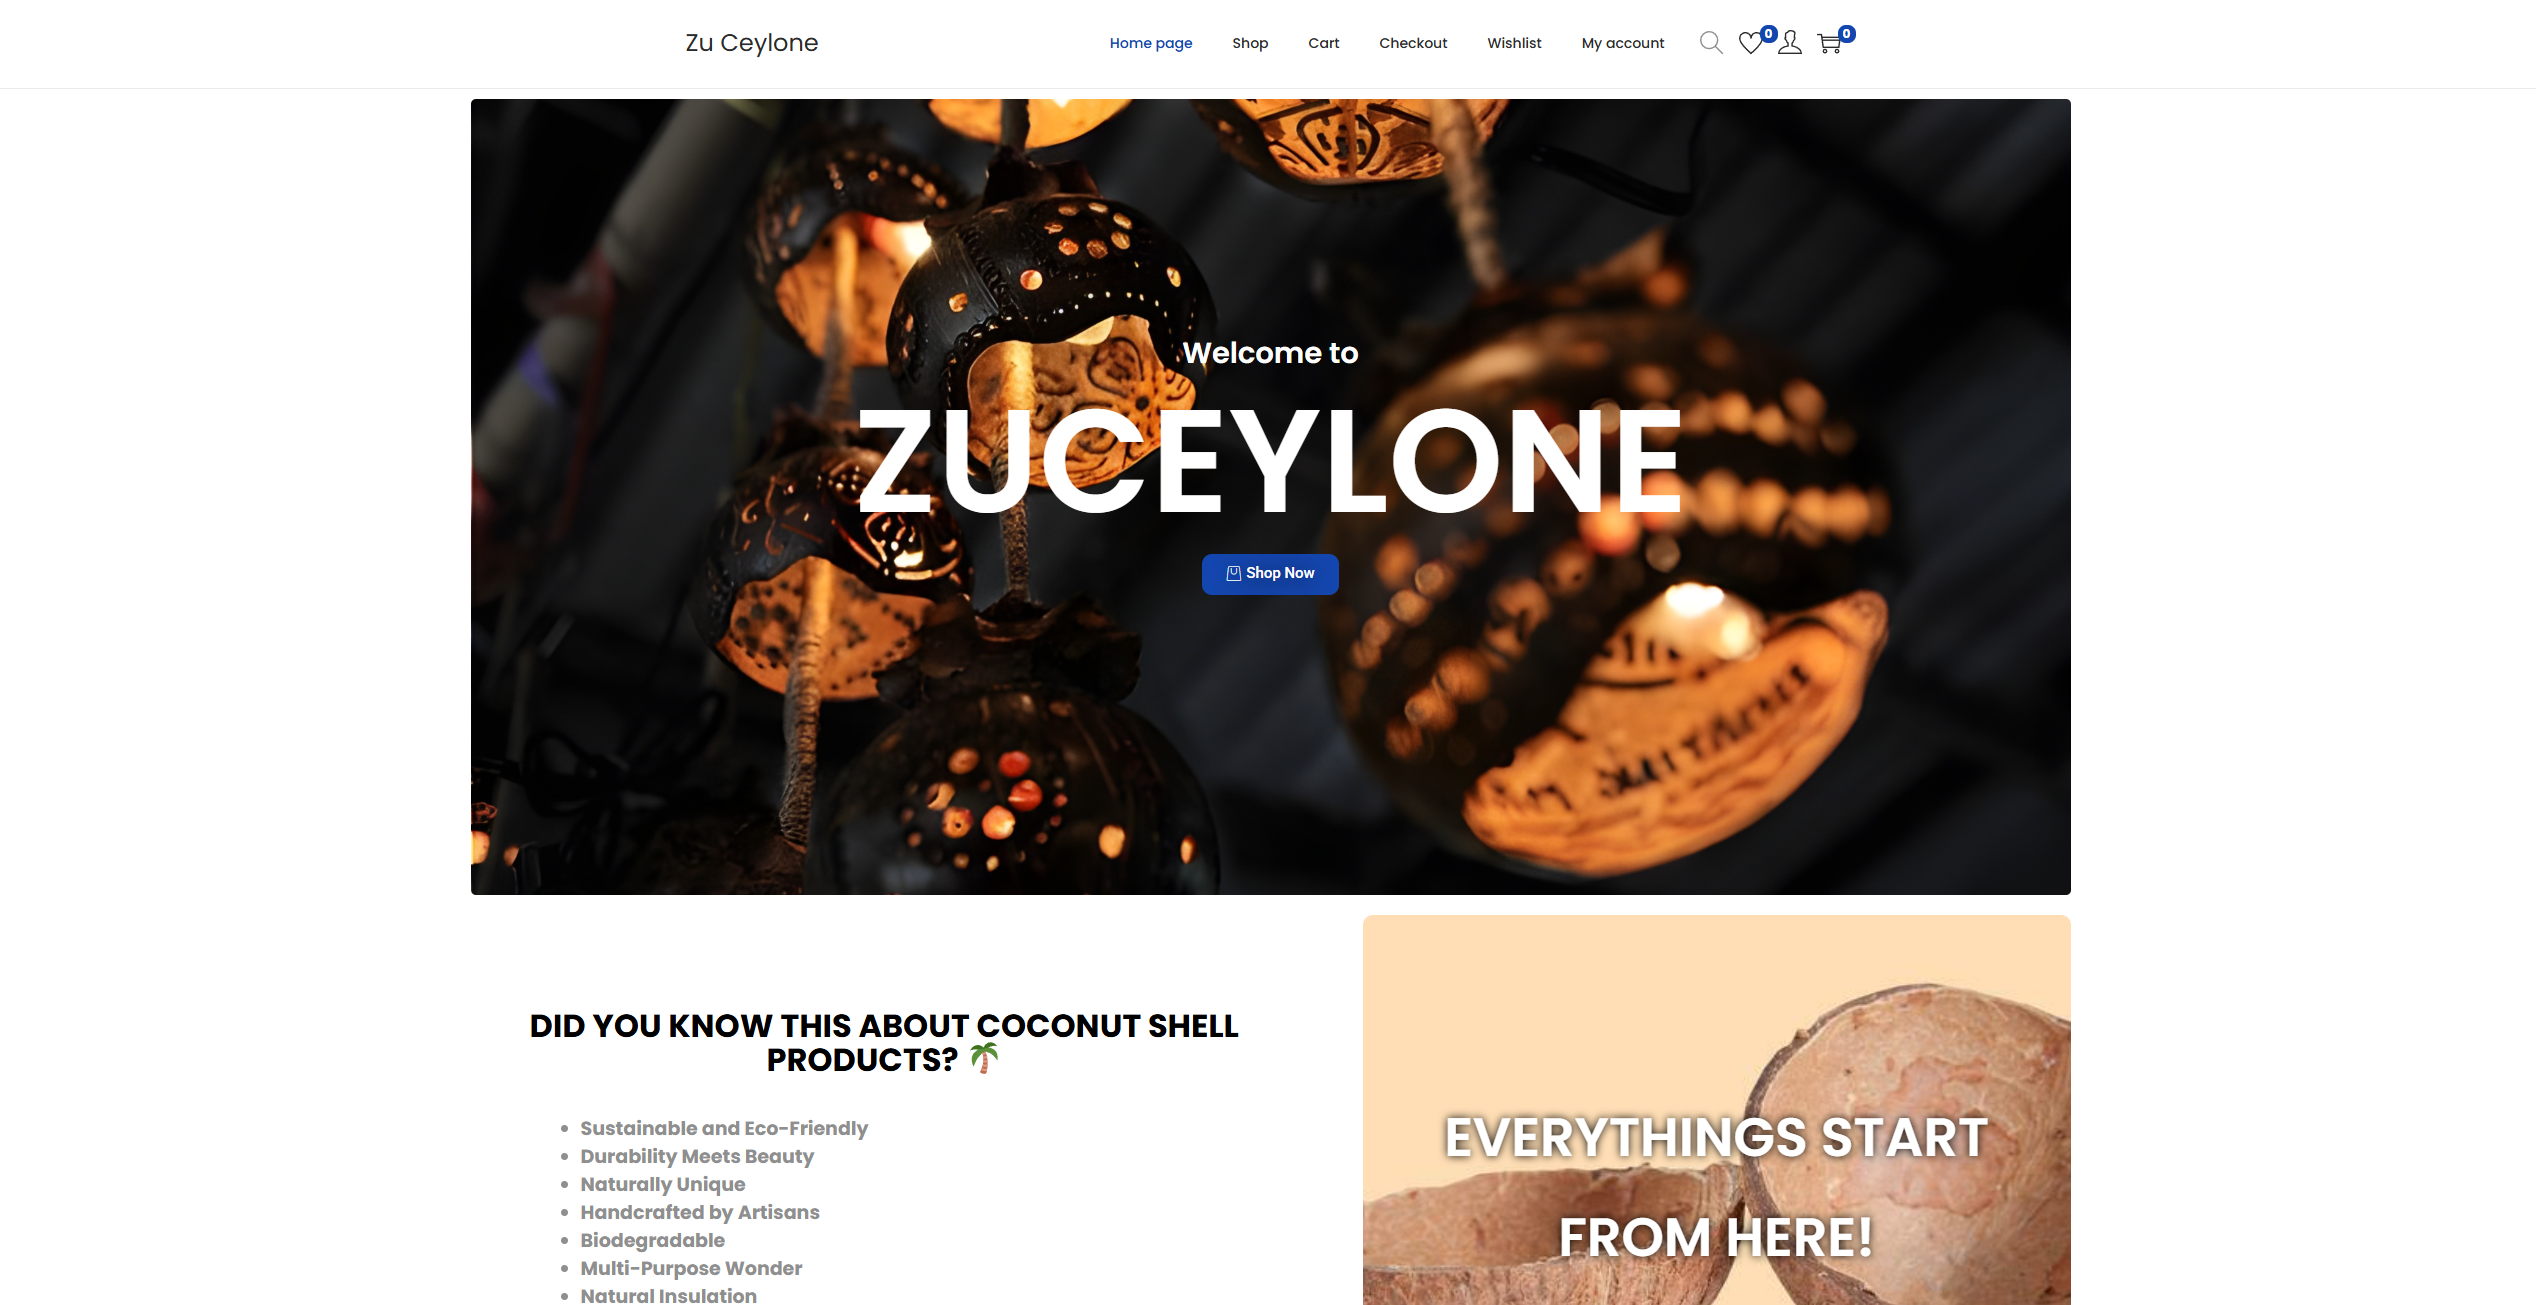 Zu Ceylone
Home page Shop Cart Checkout Wishlist My account 0 0
Welcome to
ZUCEYLONE
Shop Now
DID YOU KNOW THIS ABOUT COCONUT SHELL
PRODUCTS? 🌴
• Sustainable and Eco-Friendly
• Durability Meets Beauty
• Naturally Unique
• Handcrafted by Artisans
• Biodegradable
• Multi-Purpose Wonder
• Natural Insulation
EVERYTHINGS START
FROM HERE!